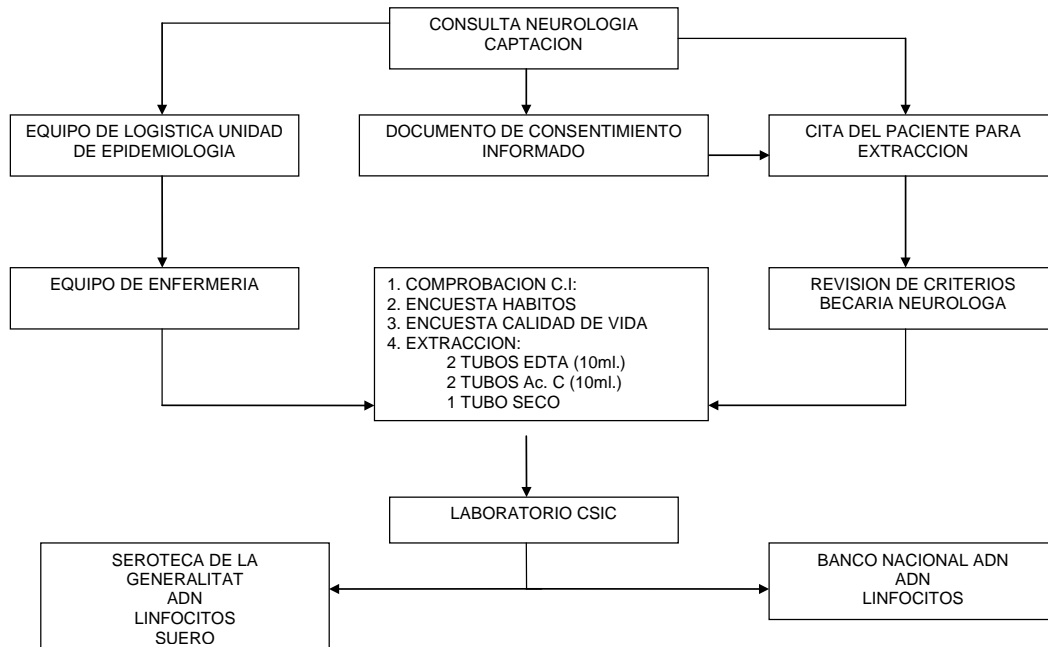 CONSULTA NEUROLOGIA
CAPTACION
EQUIPO DE LOGISTICA UNIDAD
DE EPIDEMIOLOGIA
DOCUMENTO DE CONSENTIMIENTO
INFORMADO
CITA DEL PACIENTE PARA
EXTRACCION
EQUIPO DE ENFERMERIA
1. COMPROBACION C.I:
2. ENCUESTA HABITOS
3. ENCUESTA CALIDAD DE VIDA
4. EXTRACCION:
2 TUBOS EDTA (10ml.)
2 TUBOS Ac. C (10ml.)
1 TUBO SECO
REVISION DE CRITERIOS
BECARIA NEUROLOGA
LABORATORIO CSIC
SEROTECA DE LA
GENERALITAT
ADN
LINFOCITOS
SUERO
BANCO NACIONAL ADN
ADN
LINFOCITOS